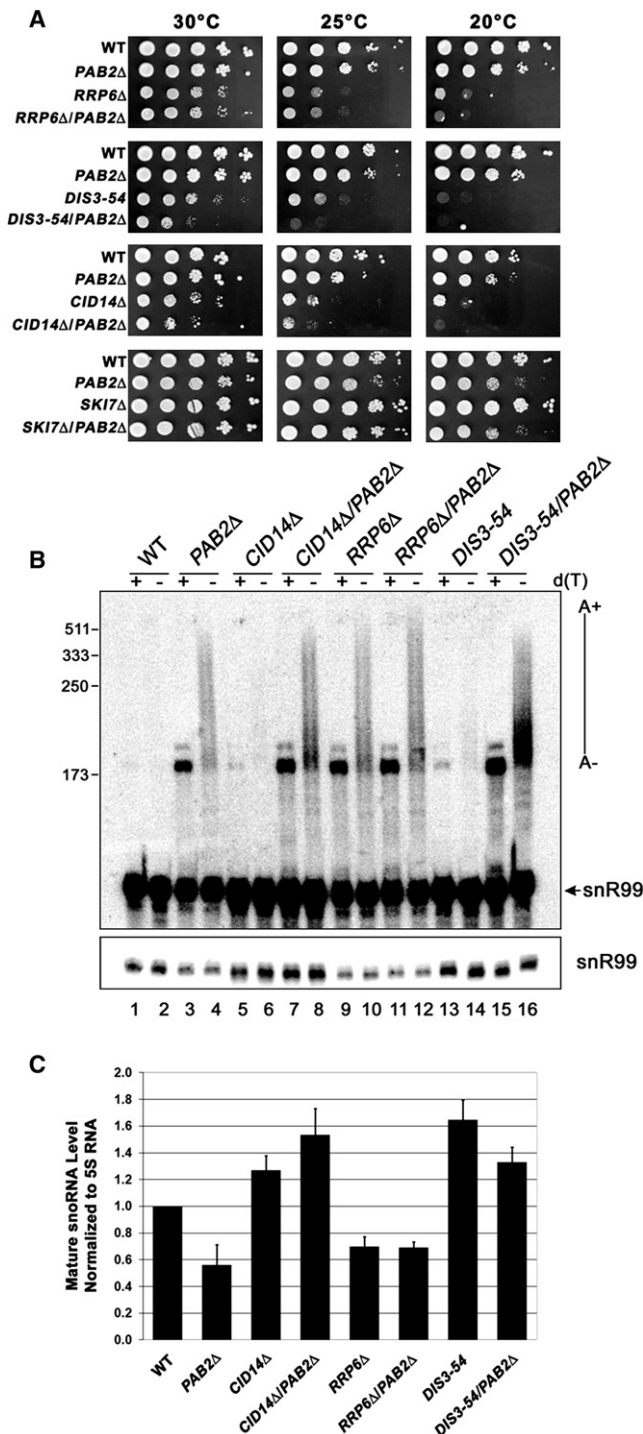 A
30°C 25°C 20°C
WT
PAB2Δ
RRP6Δ
RRP6Δ/PAB2Δ
WT
PAB2Δ
DIS3-54
DIS3-54/PAB2Δ
WT
PAB2Δ
CID14Δ
CID14Δ/PAB2Δ
WT
PAB2Δ
SKI7Δ
SKI7Δ/PAB2Δ
B
WT PAB2Δ CID14Δ CID14Δ/PAB2Δ RRP6Δ RRP6Δ/PAB2Δ DIS3-54 DIS3-54/PAB2Δ
+ - + - + - + - + - + - + - + - d(T)
511
333
250
173
A+
A-
snR99
snR99
1 2 3 4 5 6 7 8 9 10 11 12 13 14 15 16
C
Mature snoRNA Level
Normalized to 5S RNA
2.0
1.8
1.6
1.4
1.2
1.0
0.8
0.6
0.4
0.2
0.0
WT PAB2Δ CID14Δ CID14Δ/PAB2Δ RRP6Δ RRP6Δ/PAB2Δ DIS3-54 DIS3-54/PAB2Δ